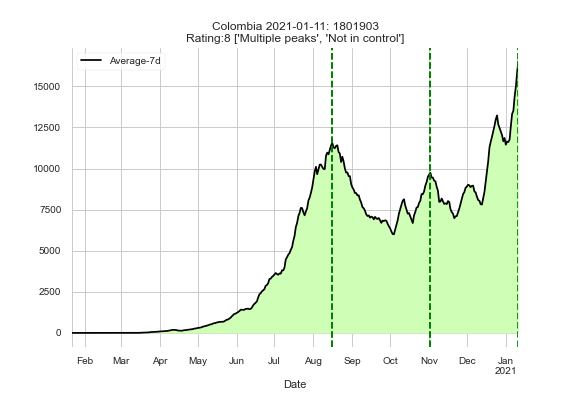 Colombia 2021-01-11: 1801903
Rating:8 ['Multiple peaks', 'Not in control']
Average-7d
15000
12500
10000
7500
5000
2500
0
Feb Mar Apr May Jun Jul Aug Sep Oct Nov Dec Jan
2021
Date